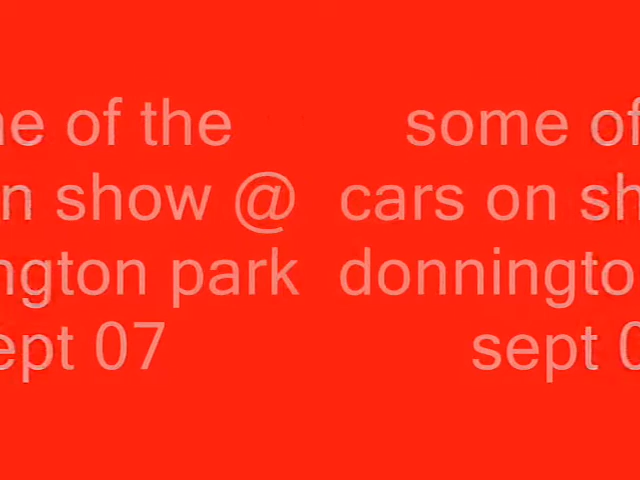 ne of the some of
n show @ cars on sh
ngton park donningto
ept 07 sept 0